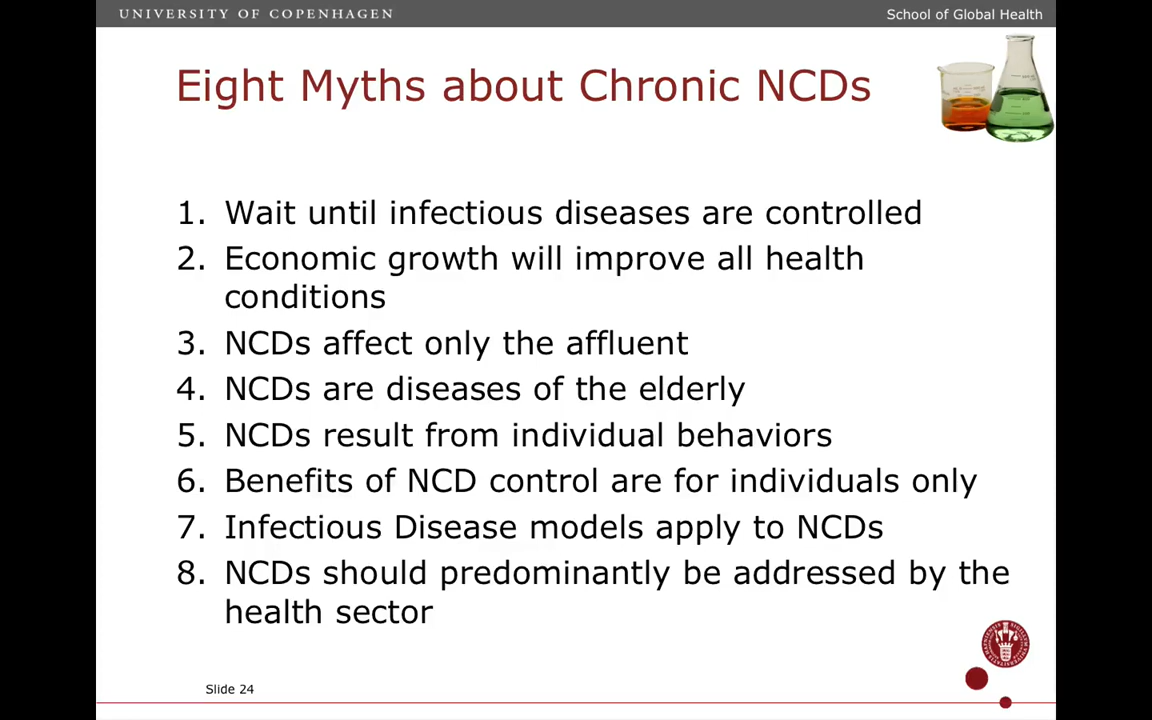 UNIVERSITY OF COPENHAGEN
School of Global Health
Eight Myths about Chronic NCDs
1. Wait until infectious diseases are controlled
2. Economic growth will improve all health
conditions
3. NCDs affect only the affluent
4. NCDs are diseases of the elderly
5. NCDs result from individual behaviors
6. Benefits of NCD control are for individuals only
7. Infectious Disease models apply to NCDs
8. NCDs should predominantly be addressed by the
health sector
Slide 24